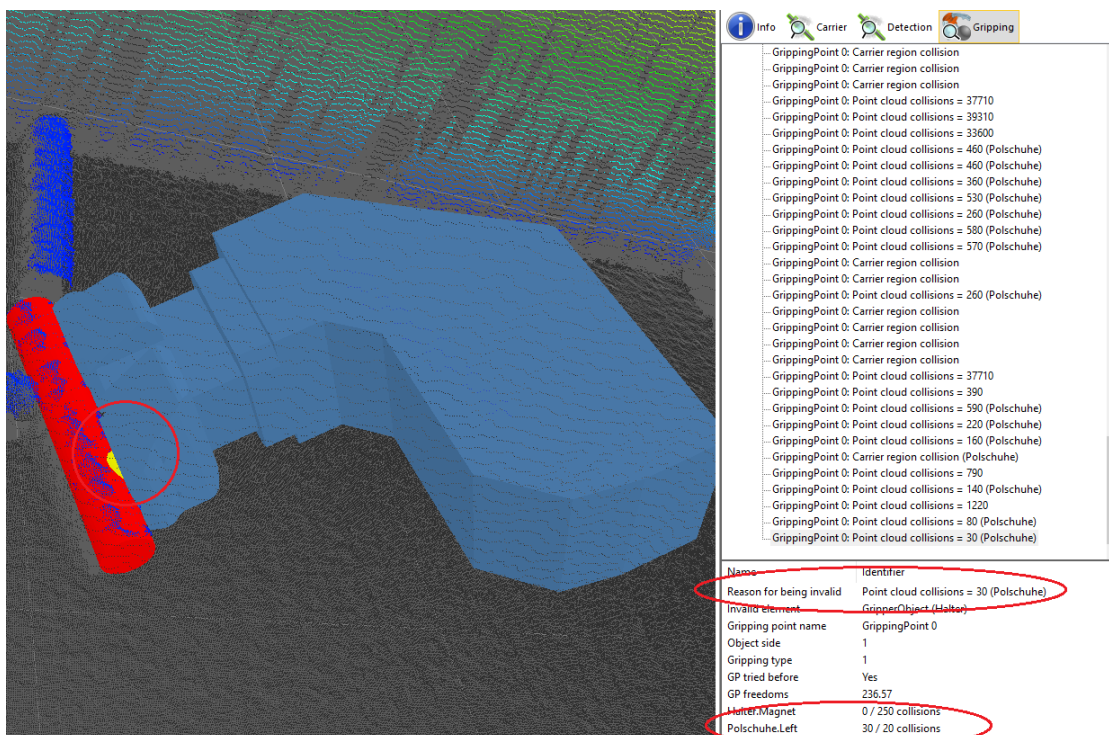 Info Carrier Detection Gripping
GrippingPoint 0: Carrier region collision
GrippingPoint 0: Carrier region collision
GrippingPoint 0: Carrier region collision
GrippingPoint 0: Point cloud collisions = 37710
GrippingPoint 0: Point cloud collisions = 39310
GrippingPoint 0: Point cloud collisions = 33600
GrippingPoint 0: Point cloud collisions = 460 (Polschuhe)
GrippingPoint 0: Point cloud collisions = 460 (Polschuhe)
GrippingPoint 0: Point cloud collisions = 360 (Polschuhe)
GrippingPoint 0: Point cloud collisions = 530 (Polschuhe)
GrippingPoint 0: Point cloud collisions = 260 (Polschuhe)
GrippingPoint 0: Point cloud collisions = 580 (Polschuhe)
GrippingPoint 0: Point cloud collisions = 570 (Polschuhe)
GrippingPoint 0: Carrier region collision
GrippingPoint 0: Carrier region collision
GrippingPoint 0: Point cloud collisions = 260 (Polschuhe)
GrippingPoint 0: Carrier region collision
GrippingPoint 0: Carrier region collision
GrippingPoint 0: Carrier region collision
GrippingPoint 0: Carrier region collision
GrippingPoint 0: Point cloud collisions = 37710
GrippingPoint 0: Point cloud collisions = 390
GrippingPoint 0: Point cloud collisions = 590 (Polschuhe)
GrippingPoint 0: Point cloud collisions = 220 (Polschuhe)
GrippingPoint 0: Point cloud collisions = 160 (Polschuhe)
GrippingPoint 0: Carrier region collision (Polschuhe)
GrippingPoint 0: Point cloud collisions = 790
GrippingPoint 0: Point cloud collisions = 140 (Polschuhe)
GrippingPoint 0: Point cloud collisions = 1220
GrippingPoint 0: Point cloud collisions = 80 (Polschuhe)
GrippingPoint 0: Point cloud collisions = 30 (Polschuhe)
Name Identifier
Reason for being invalid Point cloud collisions = 30 (Polschuhe)
Invalid element GripperObject (Halter)
Gripping point name GrippingPoint 0
Object side 1
Gripping type 1
GP tried before Yes
GP freedoms 236.57
Halter.Magnet 0 / 250 collisions
Polschuhe.Left 30 / 20 collisions